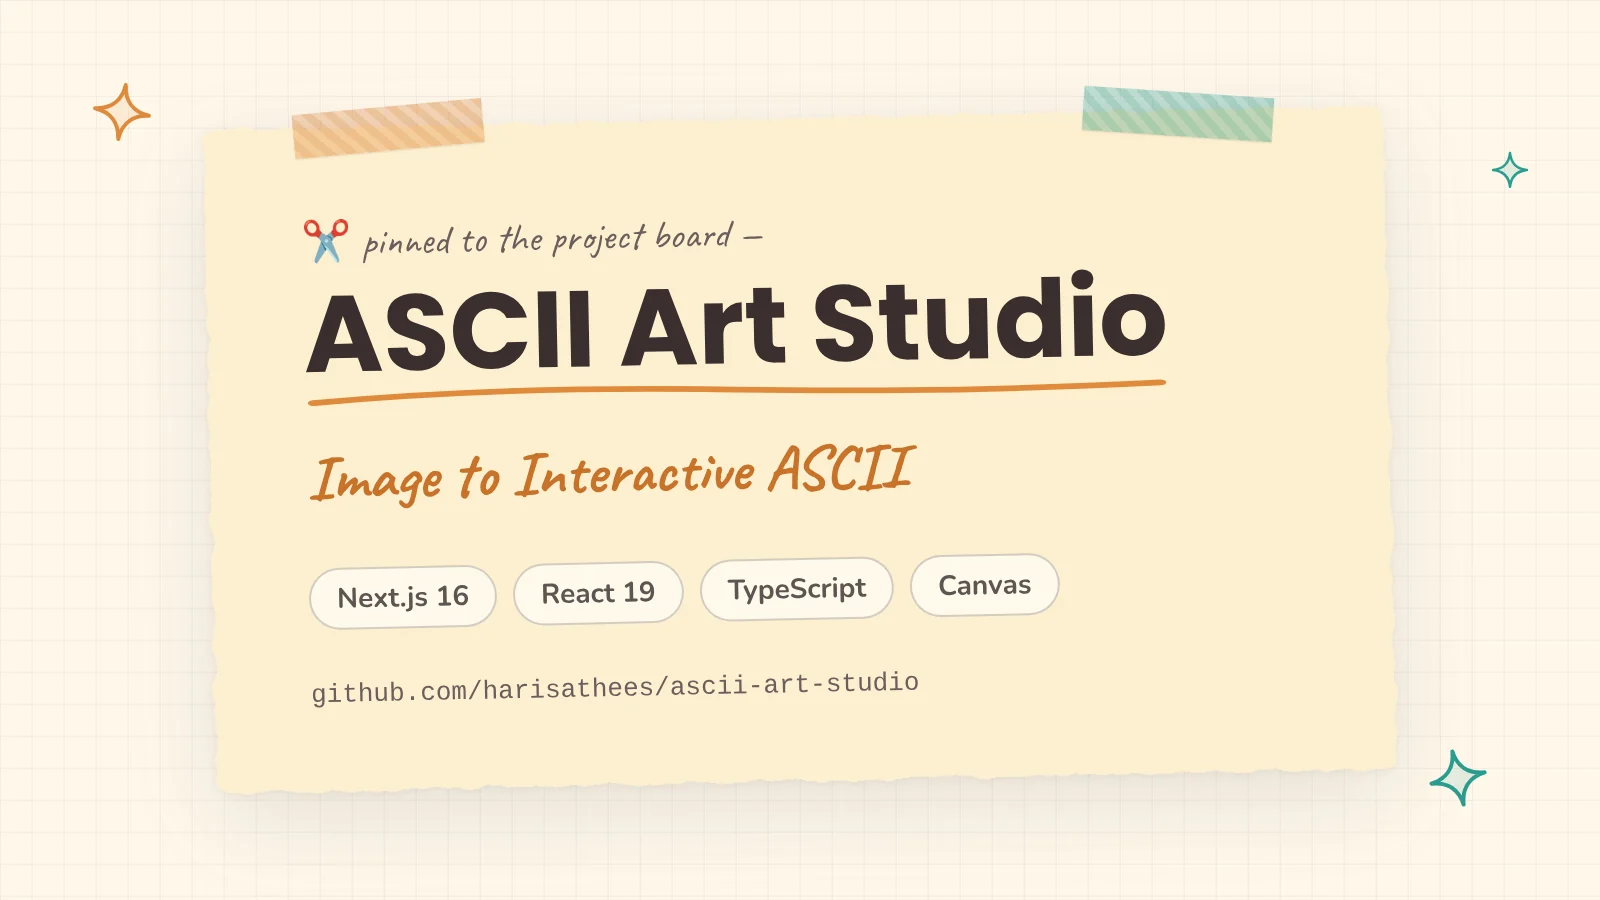 pinned to the project board —
ASCII Art Studio
Image to Interactive ASCII
Next.js 16 React 19 TypeScript Canvas
github.com/harisathees/ascii-art-studio